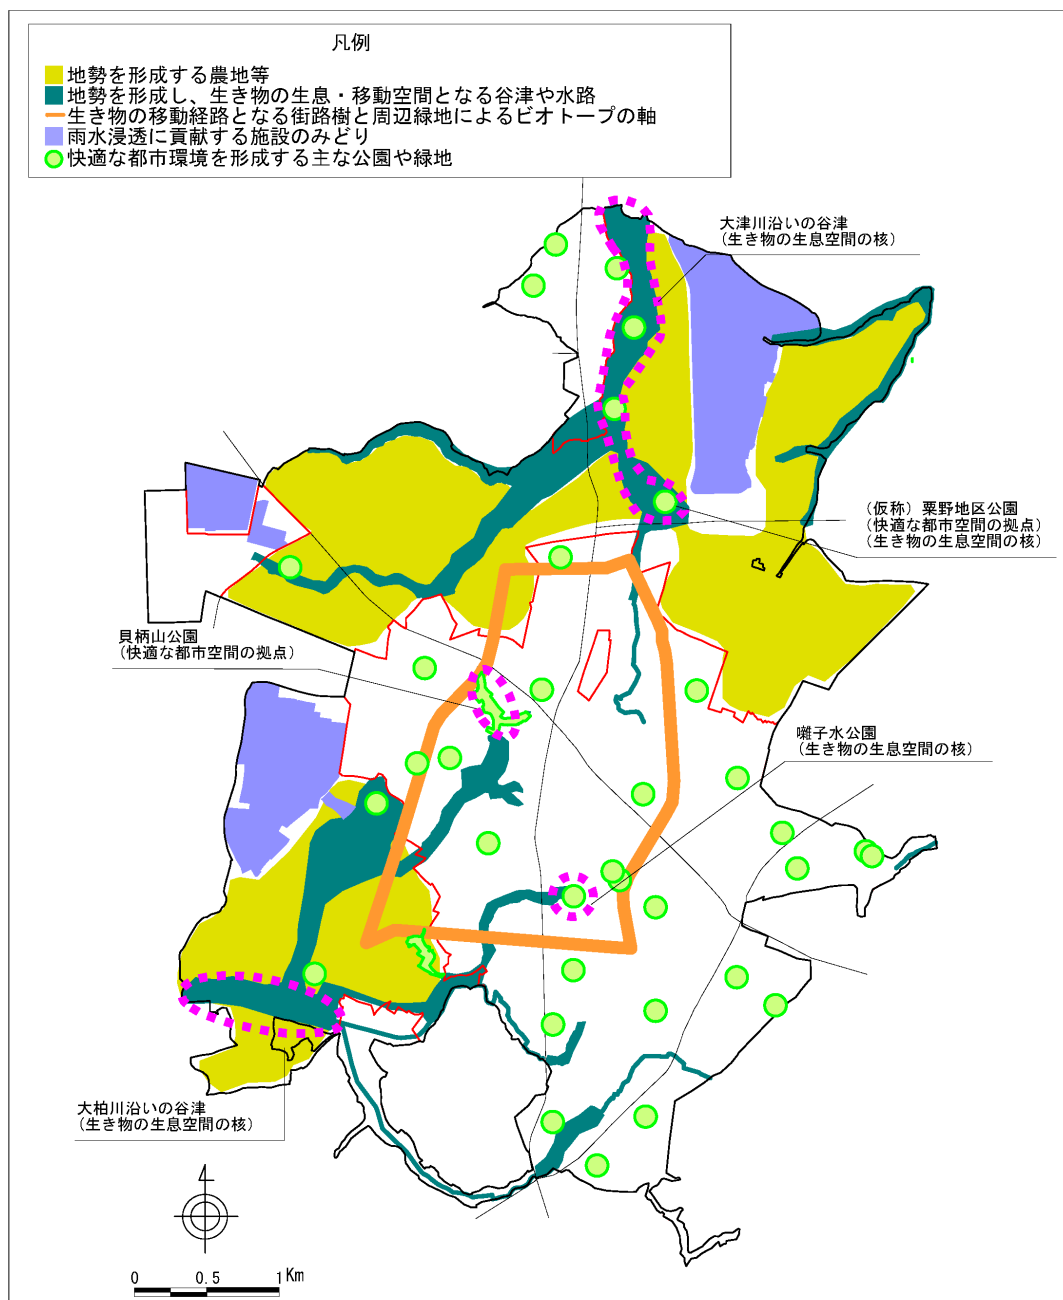 凡例
地勢を形成する農地等
地勢を形成し、生き物の生息・移動空間となる谷津や水路
生き物の移動経路となる街路樹と周辺緑地によるビオトープの軸
雨水浸透に貢献する施設のみどり
快適な都市環境を形成する主な公園や緑地
大津川沿いの谷津
(生き物の生息空間の核)
(仮称)粟野地区公園
(快適な都市空間の拠点)
(生き物の生息空間の核)
貝柄山公園
(快適な都市空間の拠点)
囃子水公園
(生き物の生息空間の核)
大柏川沿いの谷津
(生き物の生息空間の核)
4
0 0.5 1 Km